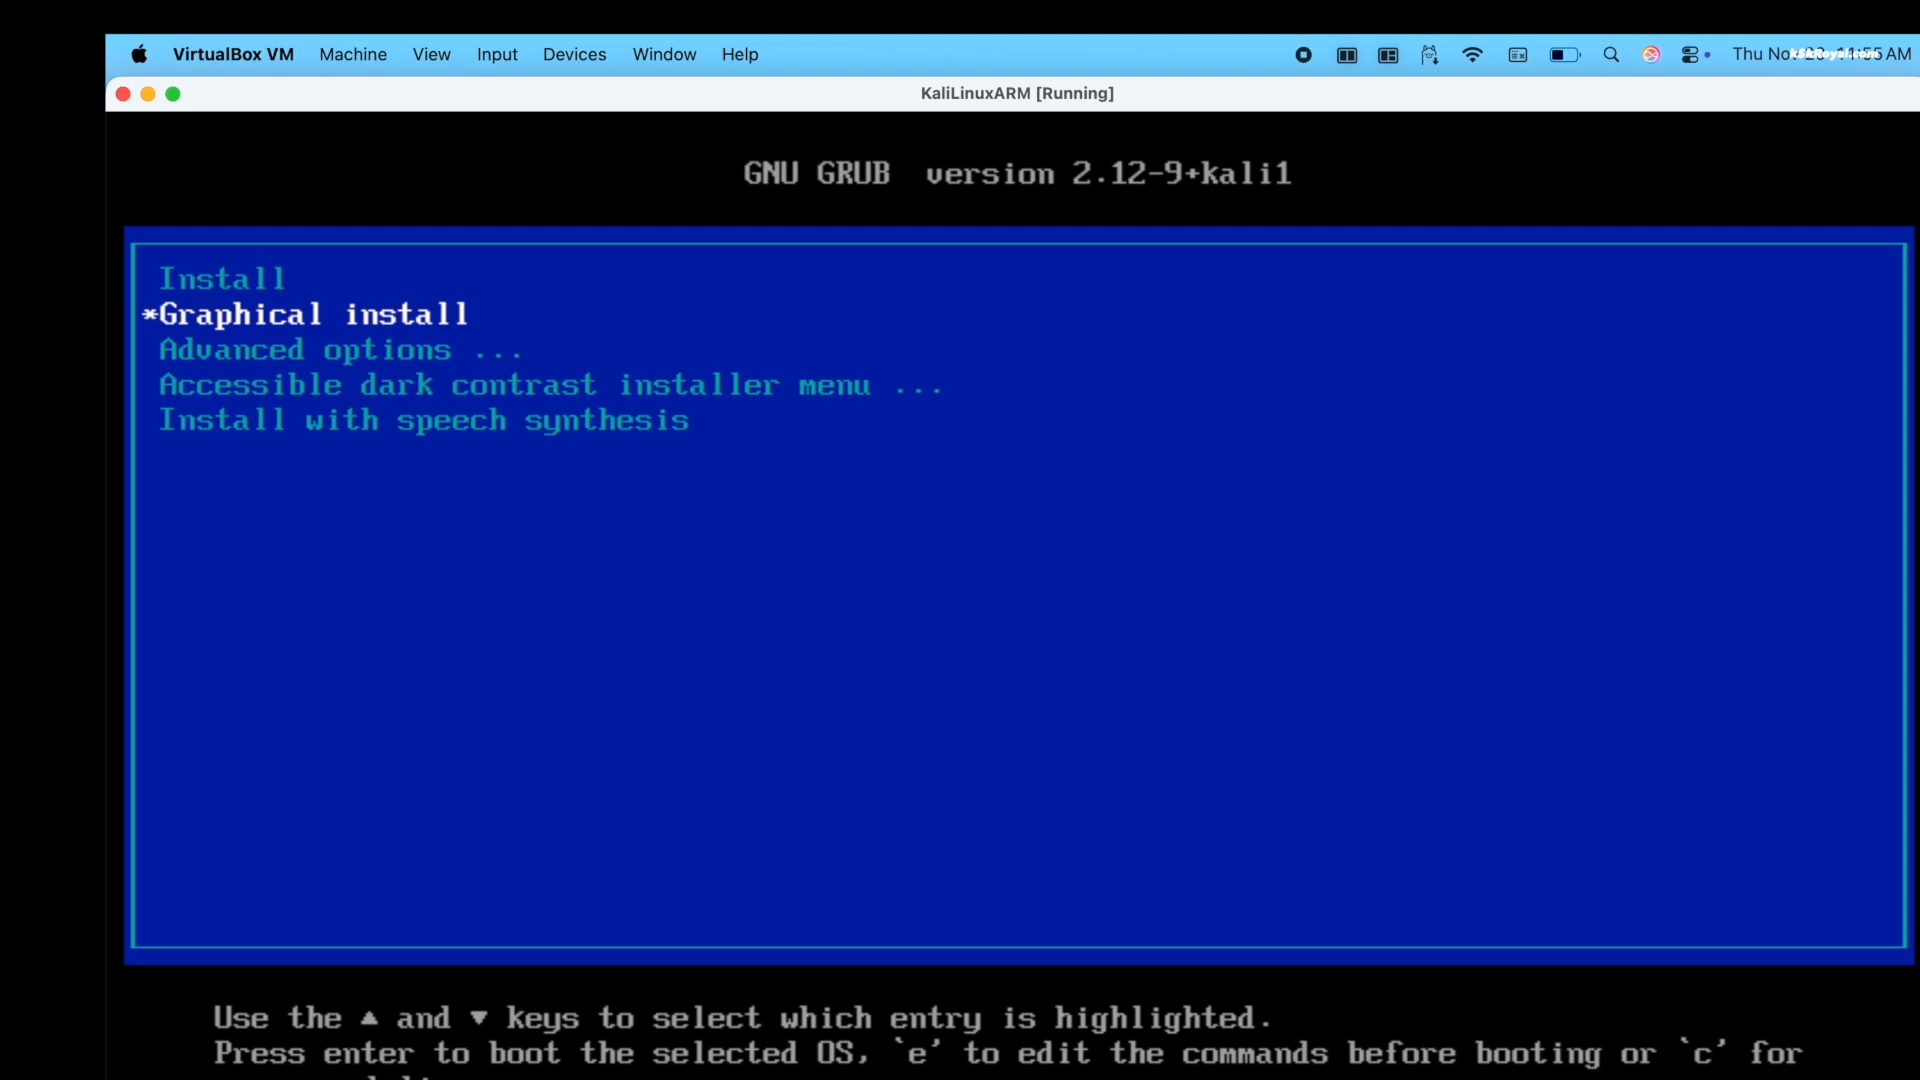 VirtualBox VM Machine View Input Devices Window Help Thu No 55 AM
kskRoyal.com
KaliLinuxARM [Running]
GNU GRUB version 2.12-9+kali1
Install
*Graphical install
Advanced options ...
Accessible dark contrast installer menu ...
Install with speech synthesis
Use the ▲ and ▼ keys to select which entry is highlighted.
Press enter to boot the selected OS, `e' to edit the commands before booting or `c' for